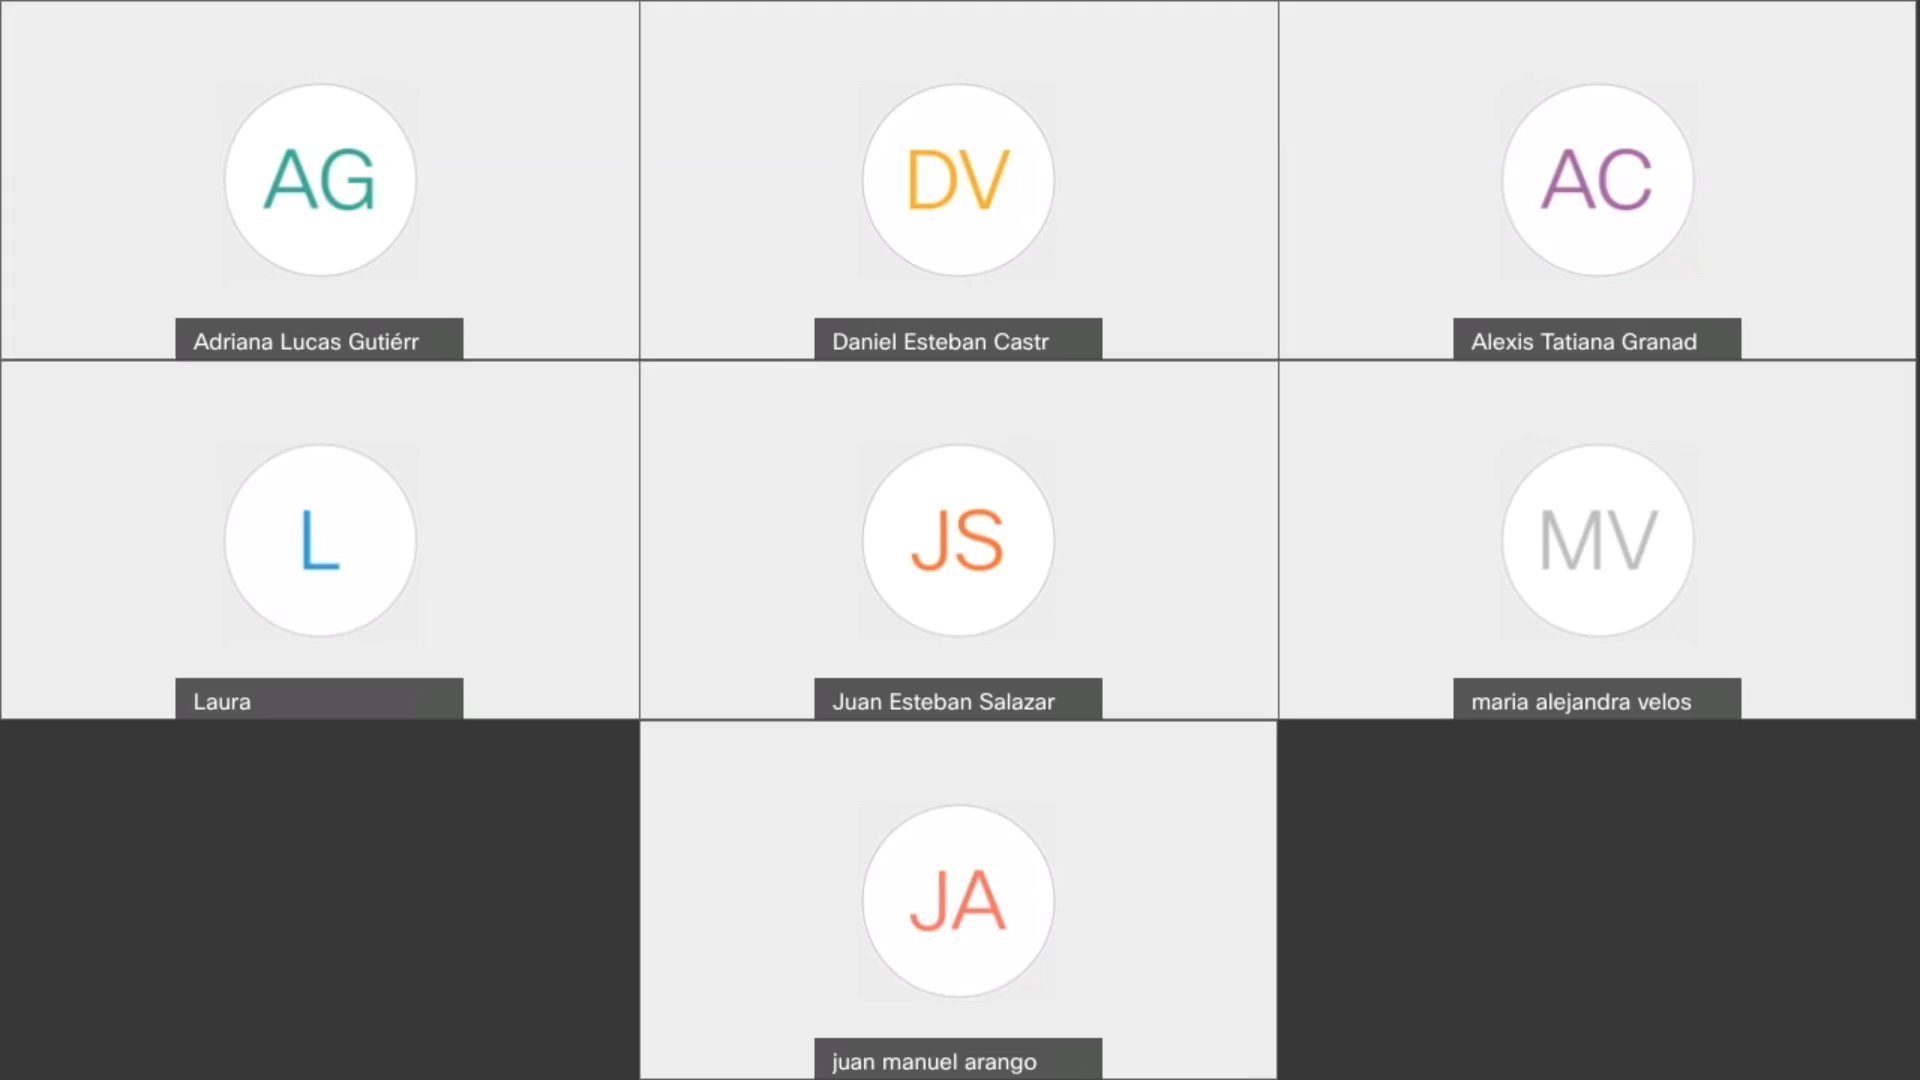 AG
Adriana Lucas Gutiérr
DV
Daniel Esteban Castr
AC
Alexis Tatiana Granad
L
Laura
JS
Juan Esteban Salazar
MV
maria alejandra velos
JA
juan manuel arango